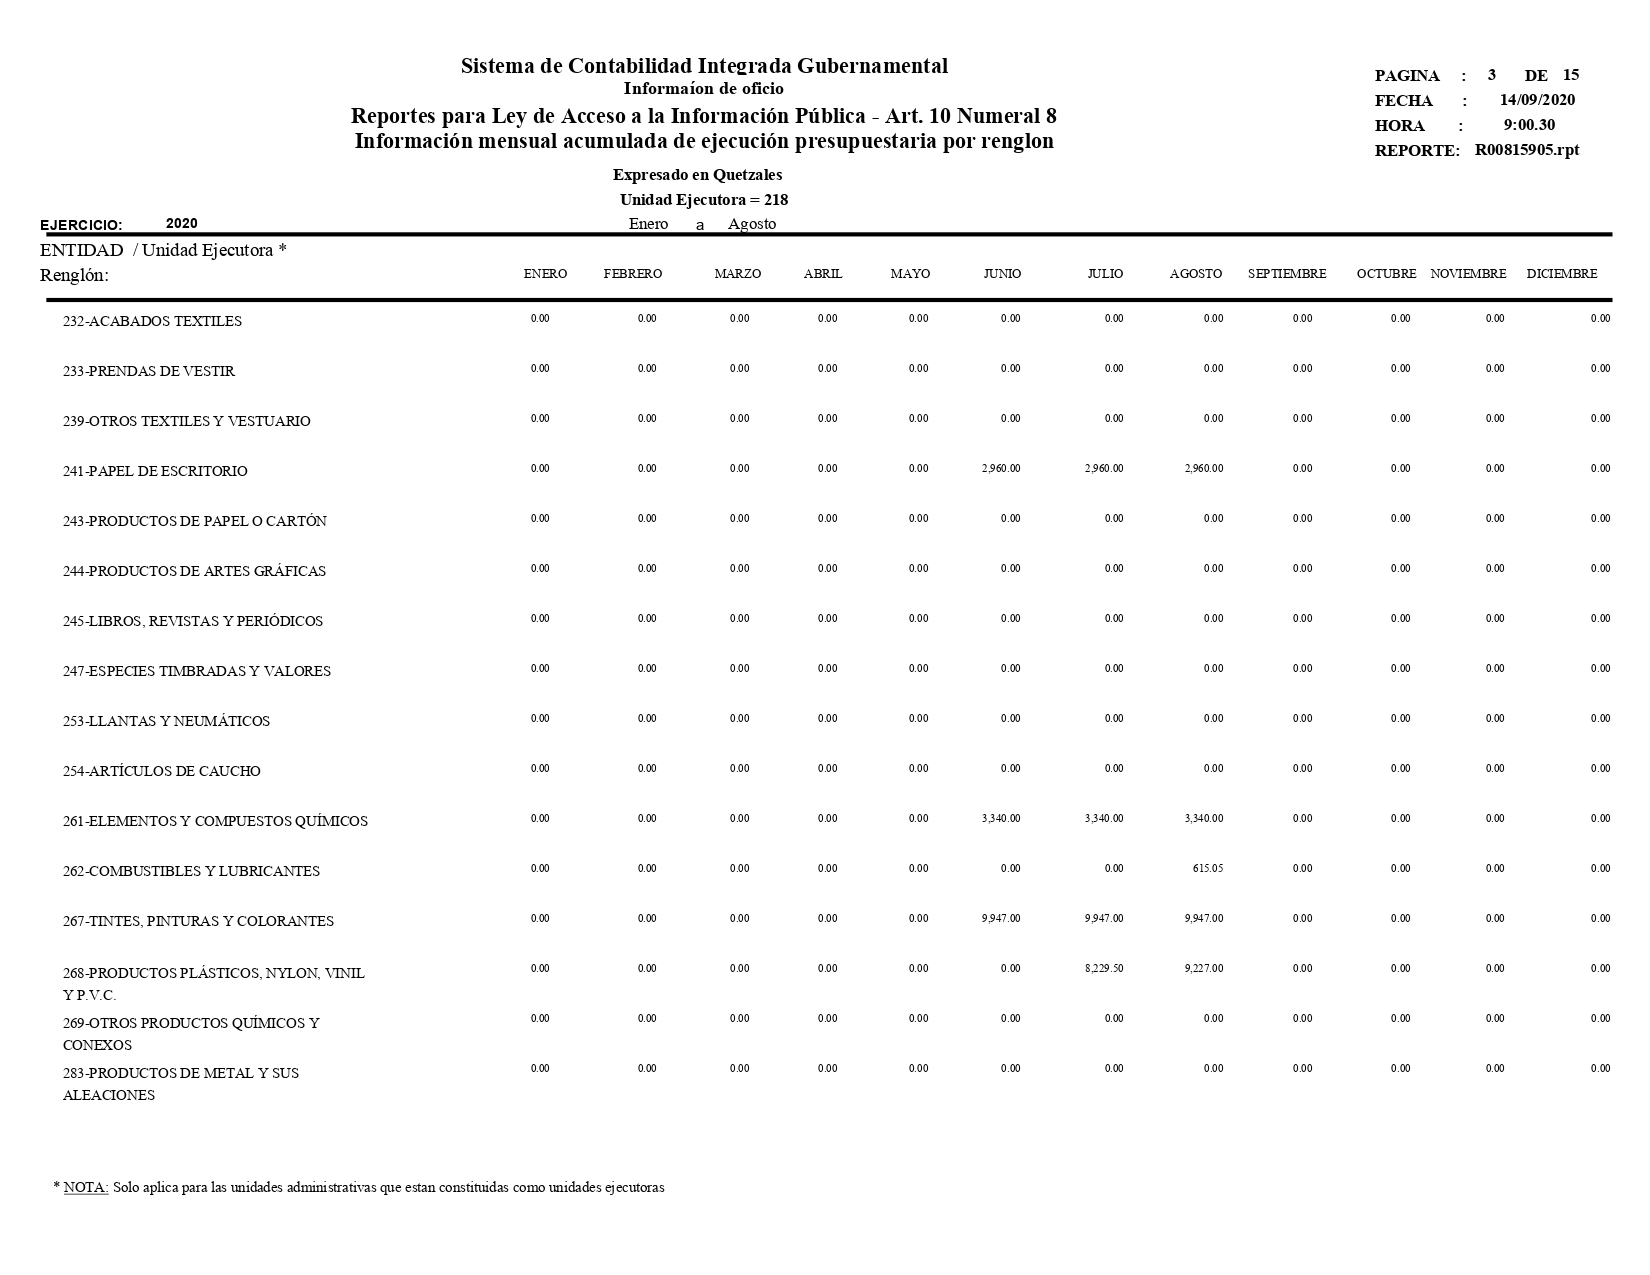 Sistema de Contabilidad Integrada Gubernamental
Informaíon de oficio
Reportes para Ley de Acceso a la Información Pública - Art. 10 Numeral 8
Información mensual acumulada de ejecución presupuestaria por renglon
PAGINA : 3 DE 15
FECHA : 14/09/2020
HORA : 9:00.30
REPORTE: R00815905.rpt
Expresado en Quetzales
Unidad Ejecutora = 218
EJERCICIO: 2020 Enero a Agosto
ENTIDAD / Unidad Ejecutora *
Renglón: ENERO FEBRERO MARZO ABRIL MAYO JUNIO JULIO AGOSTO SEPTIEMBRE OCTUBRE NOVIEMBRE DICIEMBRE
232-ACABADOS TEXTILES 0.00 0.00 0.00 0.00 0.00 0.00 0.00 0.00 0.00 0.00 0.00 0.00
233-PRENDAS DE VESTIR 0.00 0.00 0.00 0.00 0.00 0.00 0.00 0.00 0.00 0.00 0.00 0.00
239-OTROS TEXTILES Y VESTUARIO 0.00 0.00 0.00 0.00 0.00 0.00 0.00 0.00 0.00 0.00 0.00 0.00
241-PAPEL DE ESCRITORIO 0.00 0.00 0.00 0.00 0.00 2,960.00 2,960.00 2,960.00 0.00 0.00 0.00 0.00
243-PRODUCTOS DE PAPEL O CARTÓN 0.00 0.00 0.00 0.00 0.00 0.00 0.00 0.00 0.00 0.00 0.00 0.00
244-PRODUCTOS DE ARTES GRÁFICAS 0.00 0.00 0.00 0.00 0.00 0.00 0.00 0.00 0.00 0.00 0.00 0.00
245-LIBROS, REVISTAS Y PERIÓDICOS 0.00 0.00 0.00 0.00 0.00 0.00 0.00 0.00 0.00 0.00 0.00 0.00
247-ESPECIES TIMBRADAS Y VALORES 0.00 0.00 0.00 0.00 0.00 0.00 0.00 0.00 0.00 0.00 0.00 0.00
253-LLANTAS Y NEUMÁTICOS 0.00 0.00 0.00 0.00 0.00 0.00 0.00 0.00 0.00 0.00 0.00 0.00
254-ARTÍCULOS DE CAUCHO 0.00 0.00 0.00 0.00 0.00 0.00 0.00 0.00 0.00 0.00 0.00 0.00
261-ELEMENTOS Y COMPUESTOS QUÍMICOS 0.00 0.00 0.00 0.00 0.00 3,340.00 3,340.00 3,340.00 0.00 0.00 0.00 0.00
262-COMBUSTIBLES Y LUBRICANTES 0.00 0.00 0.00 0.00 0.00 0.00 0.00 615.05 0.00 0.00 0.00 0.00
267-TINTES, PINTURAS Y COLORANTES 0.00 0.00 0.00 0.00 0.00 9,947.00 9,947.00 9,947.00 0.00 0.00 0.00 0.00
268-PRODUCTOS PLÁSTICOS, NYLON, VINIL 0.00 0.00 0.00 0.00 0.00 0.00 8,229.50 9,227.00 0.00 0.00 0.00 0.00
Y P.V.C.
269-OTROS PRODUCTOS QUÍMICOS Y 0.00 0.00 0.00 0.00 0.00 0.00 0.00 0.00 0.00 0.00 0.00 0.00
CONEXOS
283-PRODUCTOS DE METAL Y SUS 0.00 0.00 0.00 0.00 0.00 0.00 0.00 0.00 0.00 0.00 0.00 0.00
ALEACIONES
* NOTA: Solo aplica para las unidades administrativas que estan constituidas como unidades ejecutoras